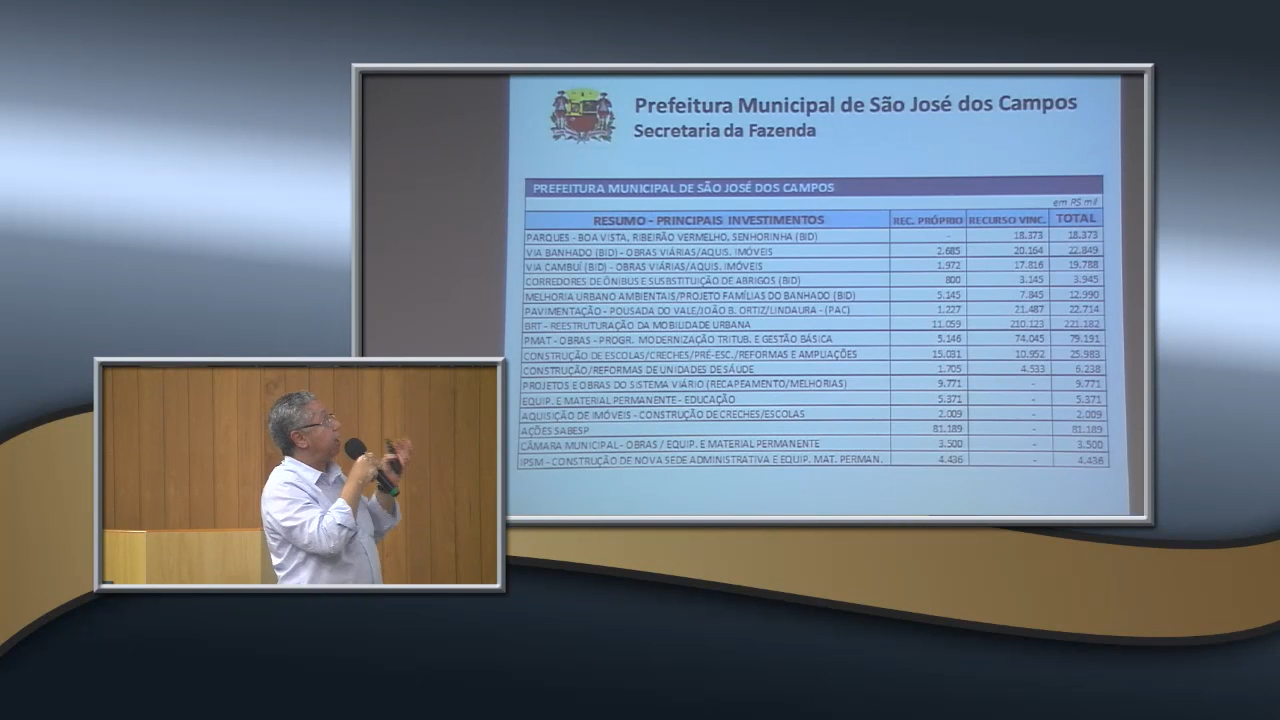 Prefeitura Municipal de São José dos Campos
Secretaria da Fazenda
PREFEITURA MUNICIPAL DE SÃO JOSÉ DOS CAMPOS
em R$ mil
RESUMO - PRINCIPAIS INVESTIMENTOS REC. PRÓPRIO RECURSO VINC. TOTAL
PARQUES - BOA VISTA, RIBEIRÃO VERMELHO, SENHORINHA (BID) - 18.373 18.373
VIA BANHADO (BID) - OBRAS VIÁRIAS/AQUIS. IMÓVEIS 2.685 20.164 22.849
VIA CAMBUÍ (BID) - OBRAS VIÁRIAS/AQUIS. IMÓVEIS 1.972 17.816 19.788
CORREDORES DE ÔNIBUS E SUSBSTITUIÇÃO DE ABRIGOS (BID) 800 3.145 3.945
MELHORIA URBANO AMBIENTAIS/PROJETO FAMÍLIAS DO BANHADO (BID) 5.145 7.845 12.990
PAVIMENTAÇÃO - POUSADA DO VALE/JOÃO B. ORTIZ/LINDAURA - (PAC) 1.227 21.487 22.714
BRT - REESTRUTURAÇÃO DA MOBILIDADE URBANA 11.059 210.123 221.182
PMAT - OBRAS - PROGR. MODERNIZAÇÃO TRITUB. E GESTÃO BÁSICA 5.146 74.045 79.191
CONSTRUÇÃO DE ESCOLAS/CRECHES/PRÉ-ESC./REFORMAS E AMPLIAÇÕES 15.031 10.952 25.983
CONSTRUÇÃO/REFORMAS DE UNIDADES DE SAÚDE 1.705 4.533 6.238
PROJETOS E OBRAS DO SISTEMA VIÁRIO (RECAPEAMENTO/MELHORIAS) 9.771 - 9.771
EQUIP. E MATERIAL PERMANENTE - EDUCAÇÃO 5.371 - 5.371
AQUISIÇÃO DE IMÓVEIS - CONSTRUÇÃO DE CRECHES/ESCOLAS 2.009 - 2.009
AÇÕES SABESP 81.189 - 81.189
CÂMARA MUNICIPAL - OBRAS / EQUIP. E MATERIAL PERMANENTE 3.500 - 3.500
IPSM - CONSTRUÇÃO DE NOVA SEDE ADMINISTRATIVA E EQUIP. MAT. PERMAN. 4.436 - 4.436